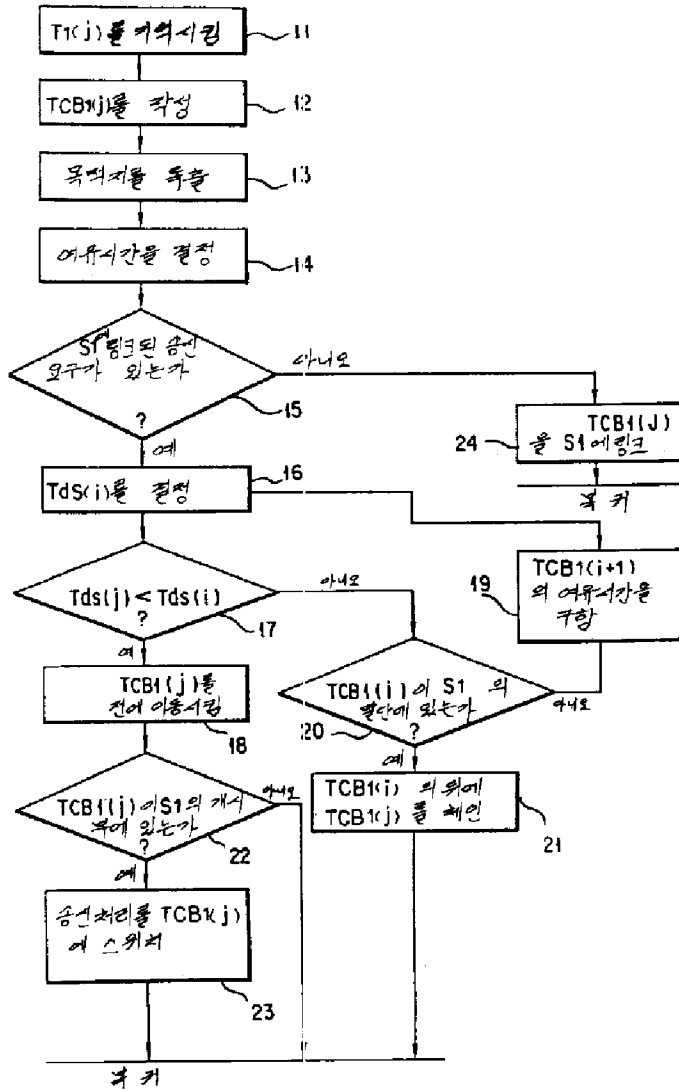 T1(j)를 기억시킴
11
TCB1(j)를 작성
12
목적지를 독출
13
여유시간을 결정
14
S1에 링크된 송신
요구가 있는가
?
15
아니오
예
TCB1(J)
을 S1에 링크
24
복귀
TdS(i)를 결정
16
Tds(j)<Tds(i)
?
17
아니오
예
TCB1(i+1)
의 여유시간을
구함
19
TCB1(j)를
전에 이동시킴
18
TCB1(i)이 S1의
말단에 있는가
?
20
아니오
예
TCB1(i)의 뒤에
TCB1(j)를 체인
21
TCB1(j)이 S1의 개시
부에 있는가
?
22
아니오
예
송신처리를 TCB1(j)
에 스위치
23
복귀